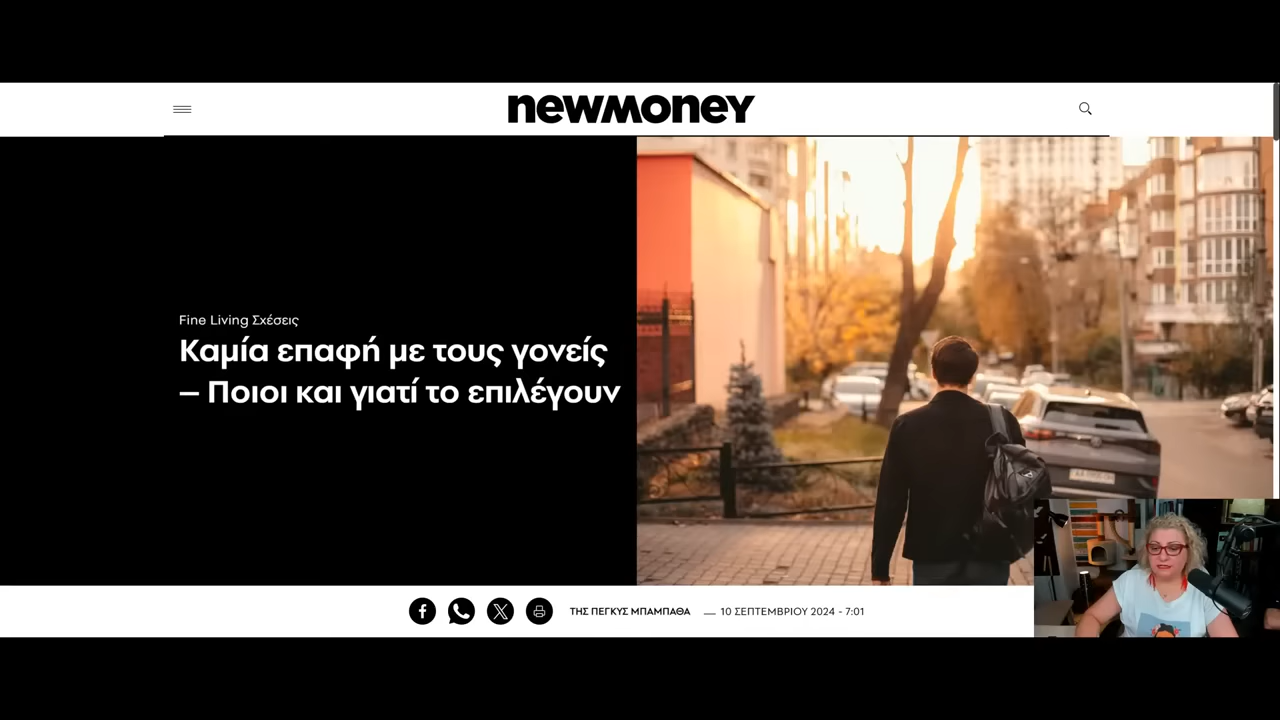 newmoney
Fine Living Σχέσεις
Καμία επαφή με τους γονείς
– Ποιοι και γιατί το επιλέγουν
ΤΗΣ ΠΕΓΚΥΣ ΜΠΑΜΠΑΘΑ — 10 ΣΕΠΤΕΜΒΡΙΟΥ 2024 - 7:01